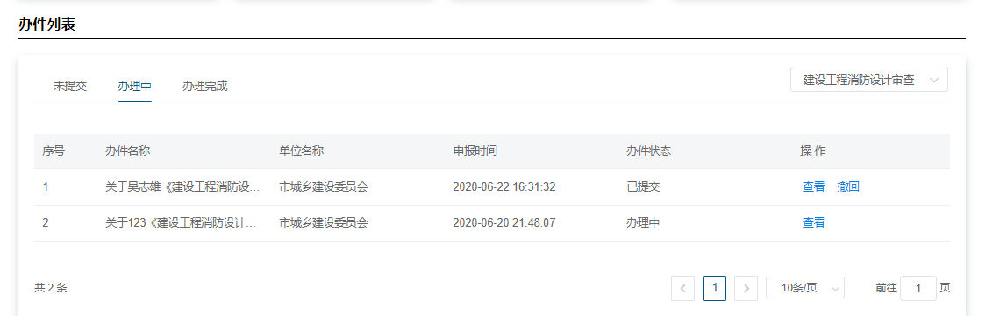 办件列表
未提交 办理中 办理完成 建设工程消防设计审查
序号 办件名称 单位名称 申报时间 办件状态 操 作
1 关于吴志雄《建设工程消防设... 市城乡建设委员会 2020-06-22 16:31:32 已提交 查看 撤回
2 关于123《建设工程消防设计... 市城乡建设委员会 2020-06-20 21:48:07 办理中 查看
共 2 条 1 10条/页 前往 1 页